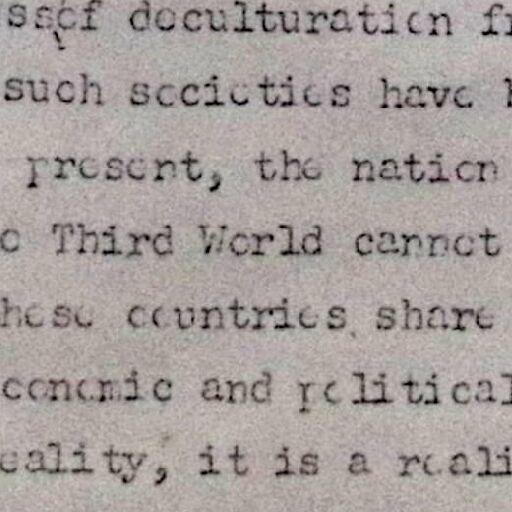 ss of deculturation fr
such societies have
present, the nation
Third World cannot
hese countries share
conomic and political
eality, it is a reali